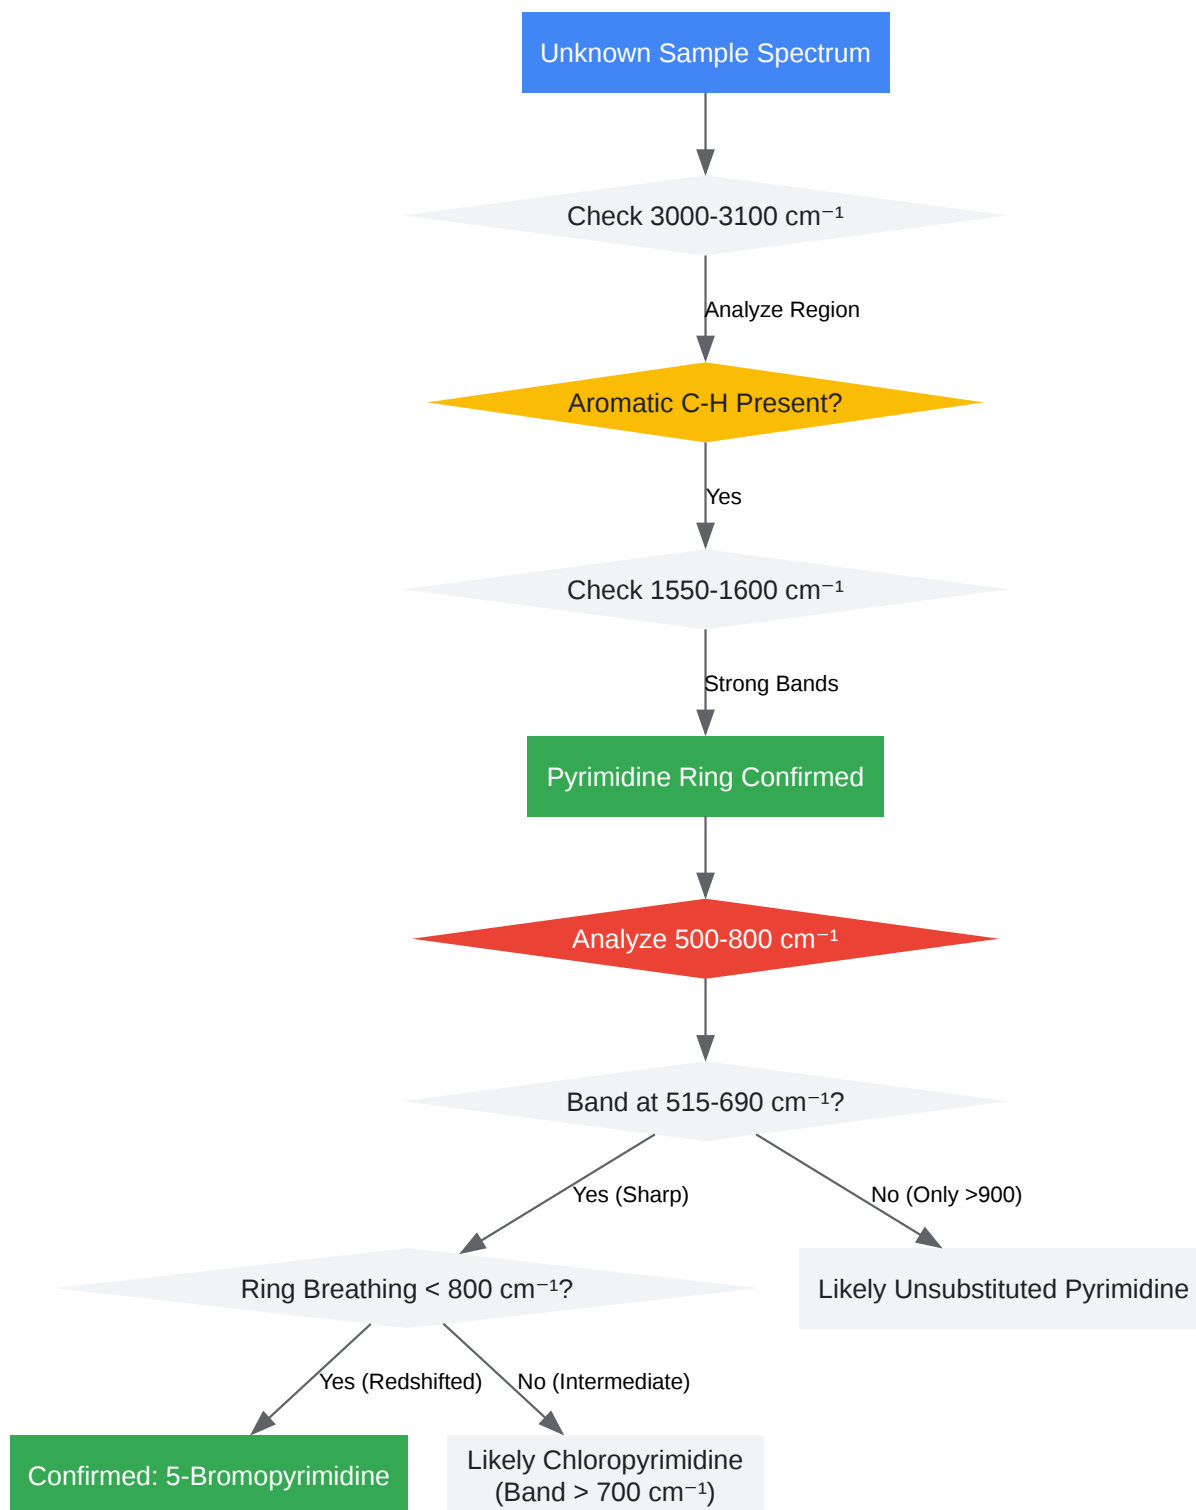 Unknown Sample Spectrum
Check 3000-3100 cm⁻¹
Analyze Region
Aromatic C-H Present?
Yes
Check 1550-1600 cm⁻¹
Strong Bands
Pyrimidine Ring Confirmed
Analyze 500-800 cm⁻¹
Band at 515-690 cm⁻¹?
Yes (Sharp)
No (Only >900)
Ring Breathing < 800 cm⁻¹?
Likely Unsubstituted Pyrimidine
Yes (Redshifted)
No (Intermediate)
Confirmed: 5-Bromopyrimidine
Likely Chloropyrimidine
(Band > 700 cm⁻¹)